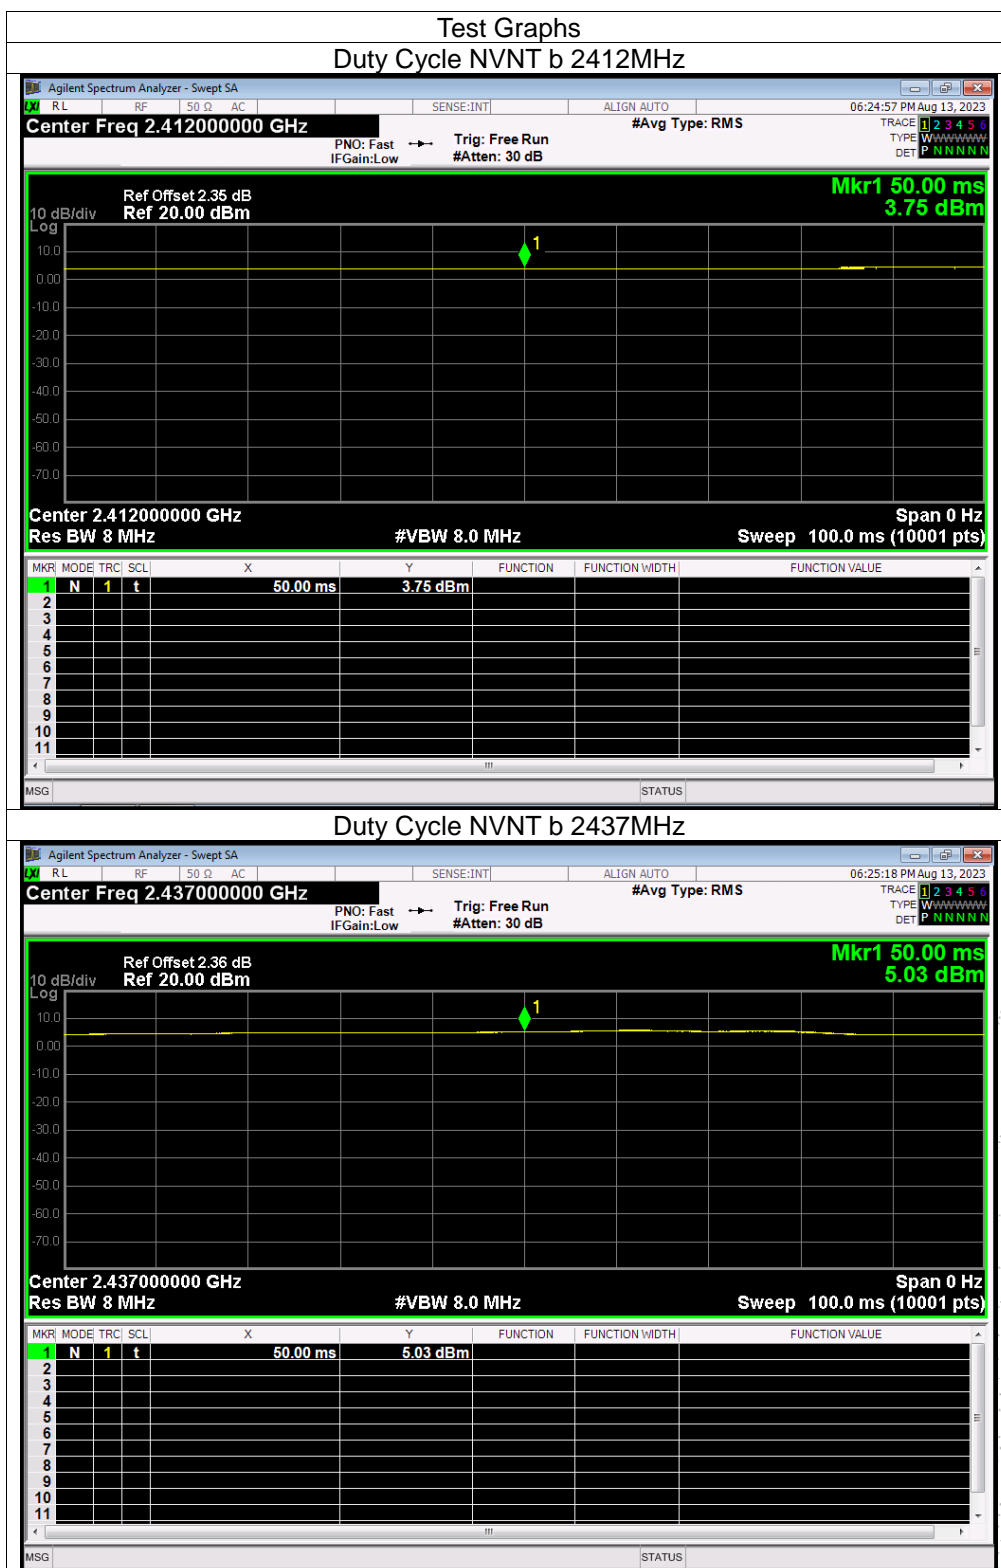 Test Graphs
Duty Cycle NVNT b 2412MHz
Agilent Spectrum Analyzer - Swept SA
LXI RL RF 50 Ω AC SENSE:INT ALIGN AUTO 06:24:57 PM Aug 13, 2023
Center Freq 2.412000000 GHz #Avg Type: RMS TRACE 1 2 3 4 5 6
PNO: Fast Trig: Free Run TYPE WWWWWW
IFGain:Low #Atten: 30 dB DET P N N N N N
Mkr1 50.00 ms
Ref Offset 2.35 dB
10 dB/div Ref 20.00 dBm 3.75 dBm
Log
1
10.0
0.00
-10.0
-20.0
-30.0
-40.0
-50.0
-60.0
-70.0
Center 2.412000000 GHz Span 0 Hz
Res BW 8 MHz #VBW 8.0 MHz Sweep 100.0 ms (10001 pts)
MKR MODE TRC SCL X Y FUNCTION FUNCTION WIDTH FUNCTION VALUE
1 N 1 t 50.00 ms 3.75 dBm
2
3
4
5
6
7
8
9
10
11
MSG STATUS
Duty Cycle NVNT b 2437MHz
Agilent Spectrum Analyzer - Swept SA
LXI RL RF 50 Ω AC SENSE:INT ALIGN AUTO 06:25:18 PM Aug 13, 2023
Center Freq 2.437000000 GHz #Avg Type: RMS TRACE 1 2 3 4 5 6
PNO: Fast Trig: Free Run TYPE WWWWWW
IFGain:Low #Atten: 30 dB DET P N N N N N
Mkr1 50.00 ms
Ref Offset 2.36 dB
10 dB/div Ref 20.00 dBm 5.03 dBm
Log
1
10.0
0.00
-10.0
-20.0
-30.0
-40.0
-50.0
-60.0
-70.0
Center 2.437000000 GHz Span 0 Hz
Res BW 8 MHz #VBW 8.0 MHz Sweep 100.0 ms (10001 pts)
MKR MODE TRC SCL X Y FUNCTION FUNCTION WIDTH FUNCTION VALUE
1 N 1 t 50.00 ms 5.03 dBm
2
3
4
5
6
7
8
9
10
11
MSG STATUS